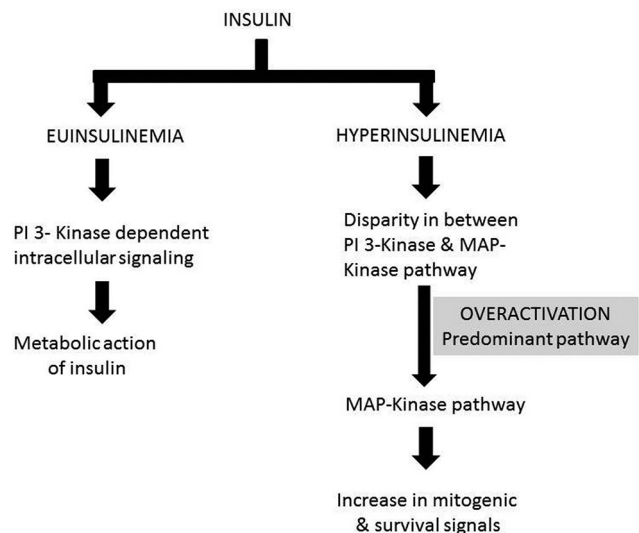 INSULIN
EUINSULINEMIA
HYPERINSULINEMIA
PI 3- Kinase dependent
intracellular signaling
Disparity in between
PI 3-Kinase & MAP-
Kinase pathway
OVERACTIVATION
Predominant pathway
Metabolic action
of insulin
MAP-Kinase pathway
Increase in mitogenic
& survival signals